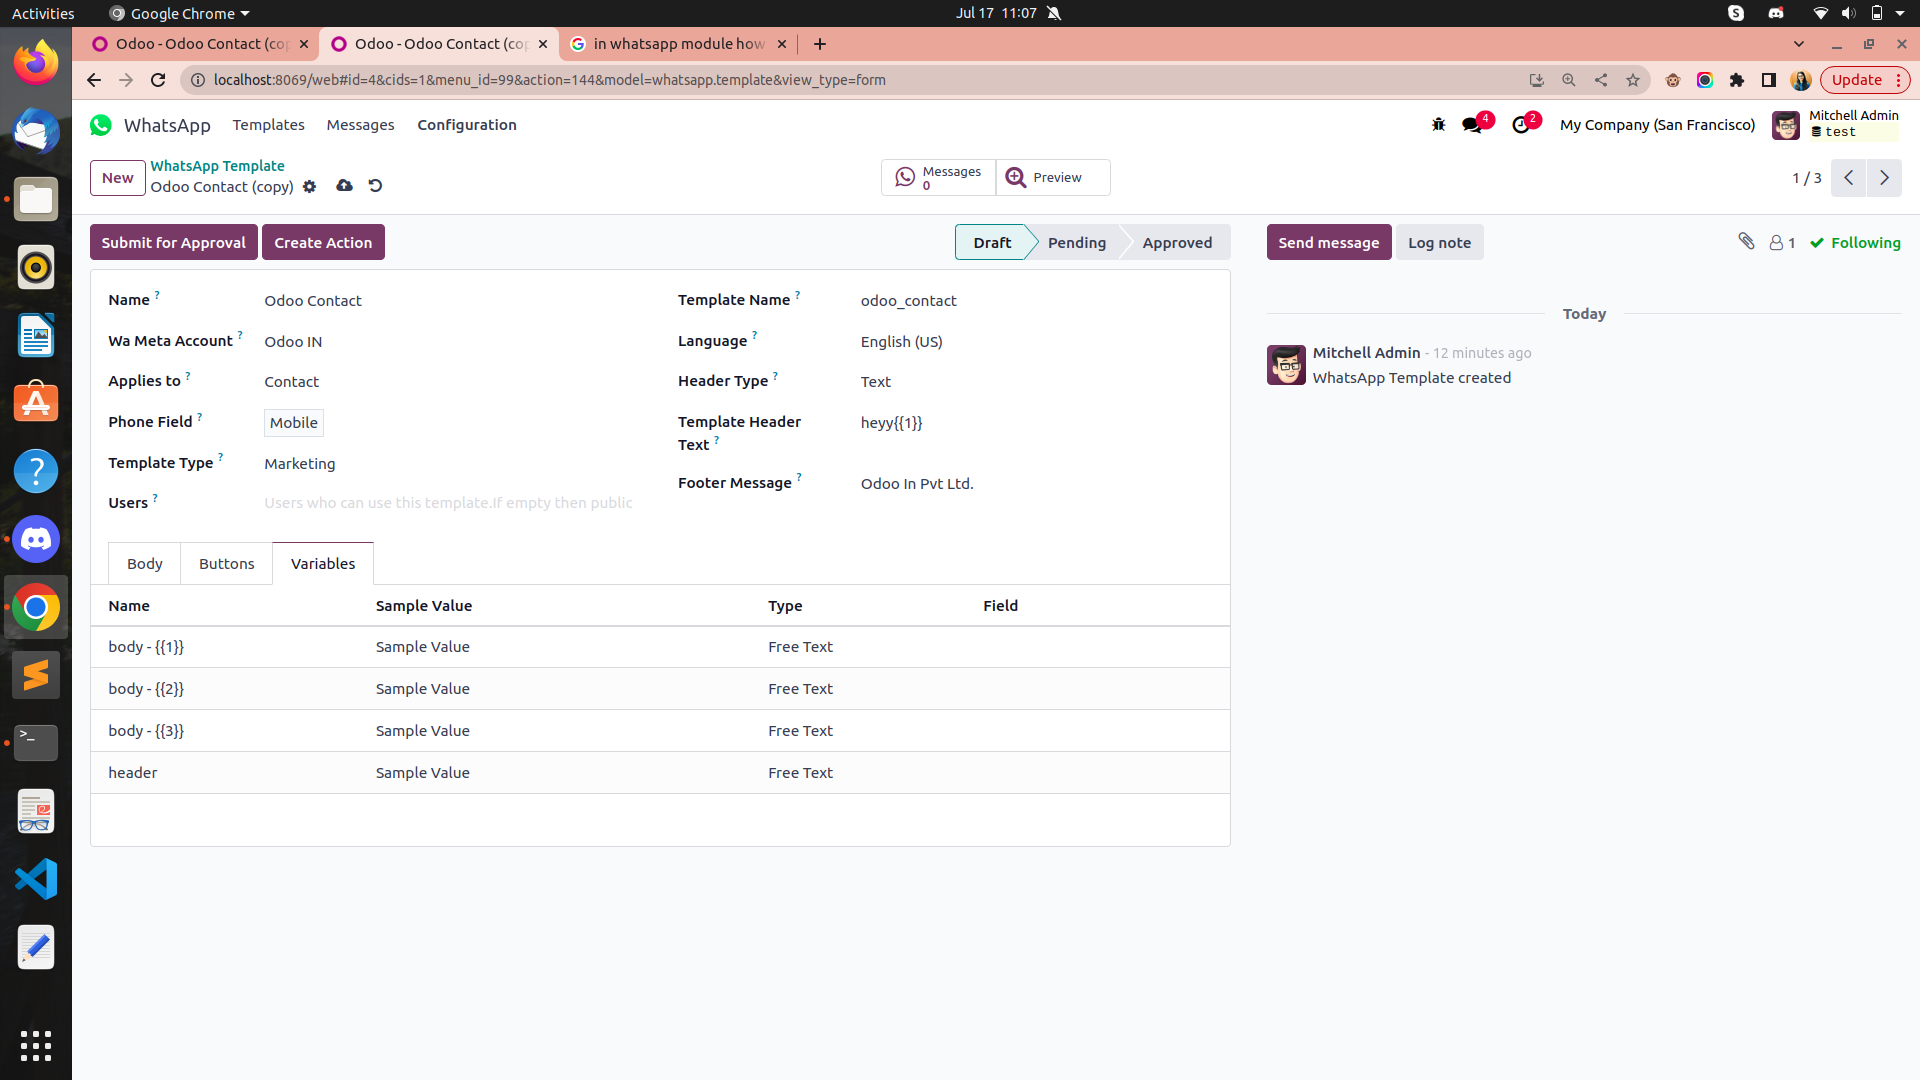 Activities
Google Chrome
Jul 17 11:07
Odoo - Odoo Contact (cop
Odoo - Odoo Contact (cop
in whatsapp module how
localhost:8069/web#id=4&cids=1&menu_id=99&action=144&model=whatsapp.template&view_type=form
Update
WhatsApp
Templates
Messages
Configuration
4
2
My Company (San Francisco)
Mitchell Admin
test
New
WhatsApp Template
Odoo Contact (copy)
Messages
0
Preview
1 / 3
Submit for Approval
Create Action
Draft
Pending
Approved
Send message
Log note
1
Following
Name ?
Odoo Contact
Template Name ?
odoo_contact
Wa Meta Account ?
Odoo IN
Language ?
English (US)
Applies to ?
Contact
Header Type ?
Text
Phone Field ?
Mobile
Template Header
Text ?
heyy{{1}}
Template Type ?
Marketing
Footer Message ?
Odoo In Pvt Ltd.
Users ?
Users who can use this template.If empty then public
Today
Mitchell Admin - 12 minutes ago
WhatsApp Template created
Body
Buttons
Variables
Name
Sample Value
Type
Field
body - {{1}}
Sample Value
Free Text
body - {{2}}
Sample Value
Free Text
body - {{3}}
Sample Value
Free Text
header
Sample Value
Free Text